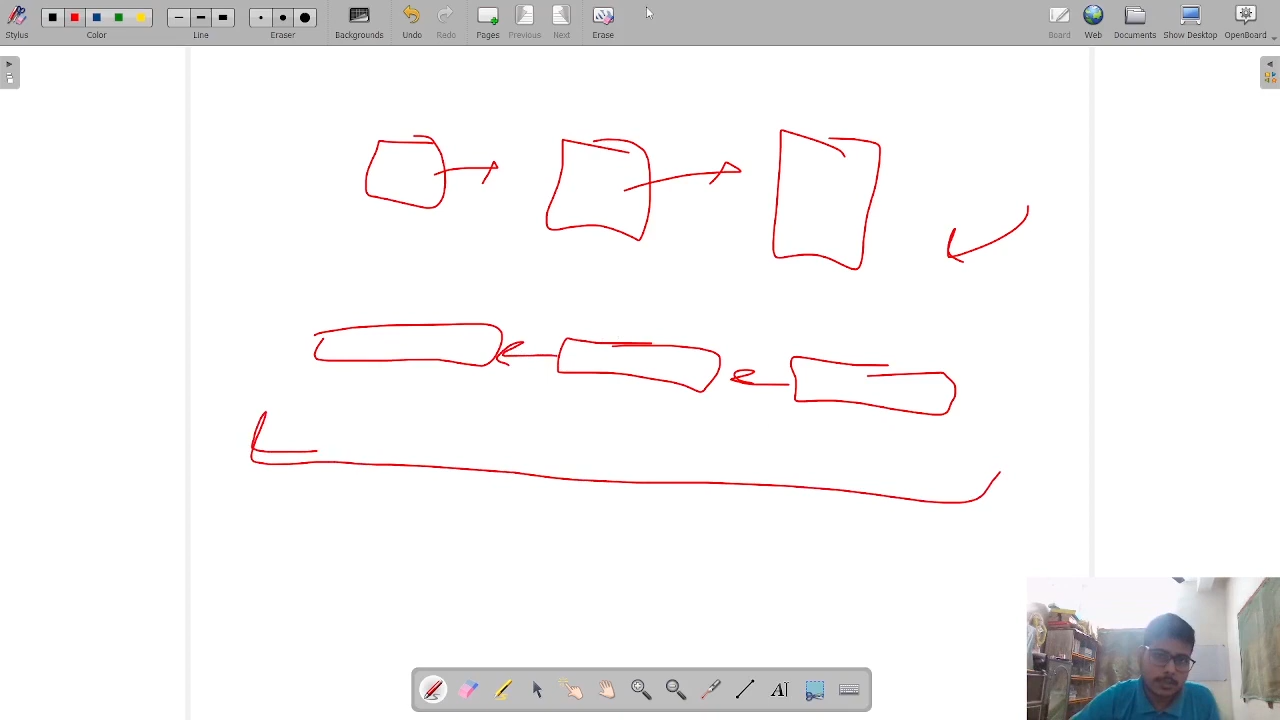 Stylus
Color
Line
Eraser
Backgrounds
Undo
Redo
Pages
Previous
Next
Erase
Board
Web
Documents
Show Desktop
OpenBoard